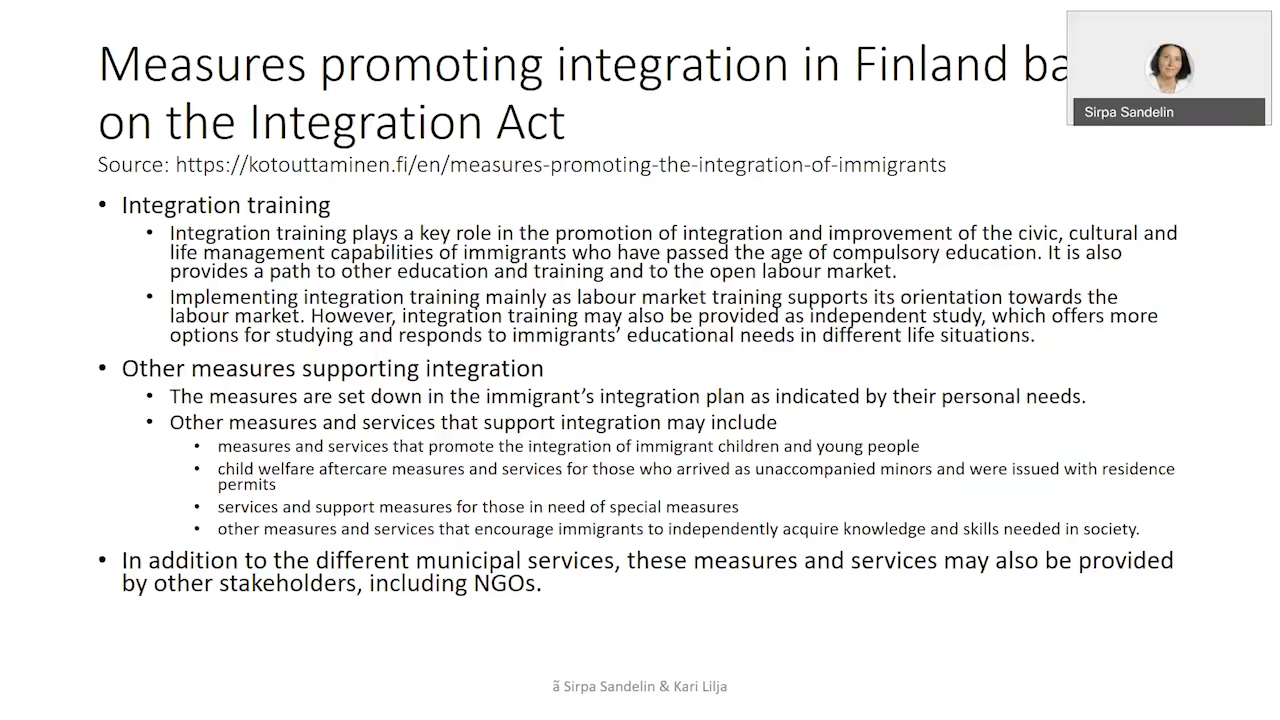 Measures promoting integration in Finland ba
on the Integration Act
Source: https://kotouttaminen.fi/en/measures-promoting-the-integration-of-immigrants
Sirpa Sandelin
• Integration training
• Integration training plays a key role in the promotion of integration and improvement of the civic, cultural and
life management capabilities of immigrants who have passed the age of compulsory education. It is also
provides a path to other education and training and to the open labour market.
• Implementing integration training mainly as labour market training supports its orientation towards the
labour market. However, integration training may also be provided as independent study, which offers more
options for studying and responds to immigrants’ educational needs in different life situations.
• Other measures supporting integration
• The measures are set down in the immigrant’s integration plan as indicated by their personal needs.
• Other measures and services that support integration may include
• measures and services that promote the integration of immigrant children and young people
• child welfare aftercare measures and services for those who arrived as unaccompanied minors and were issued with residence
permits
• services and support measures for those in need of special measures
• other measures and services that encourage immigrants to independently acquire knowledge and skills needed in society.
• In addition to the different municipal services, these measures and services may also be provided
by other stakeholders, including NGOs.
ã Sirpa Sandelin & Kari Lilja